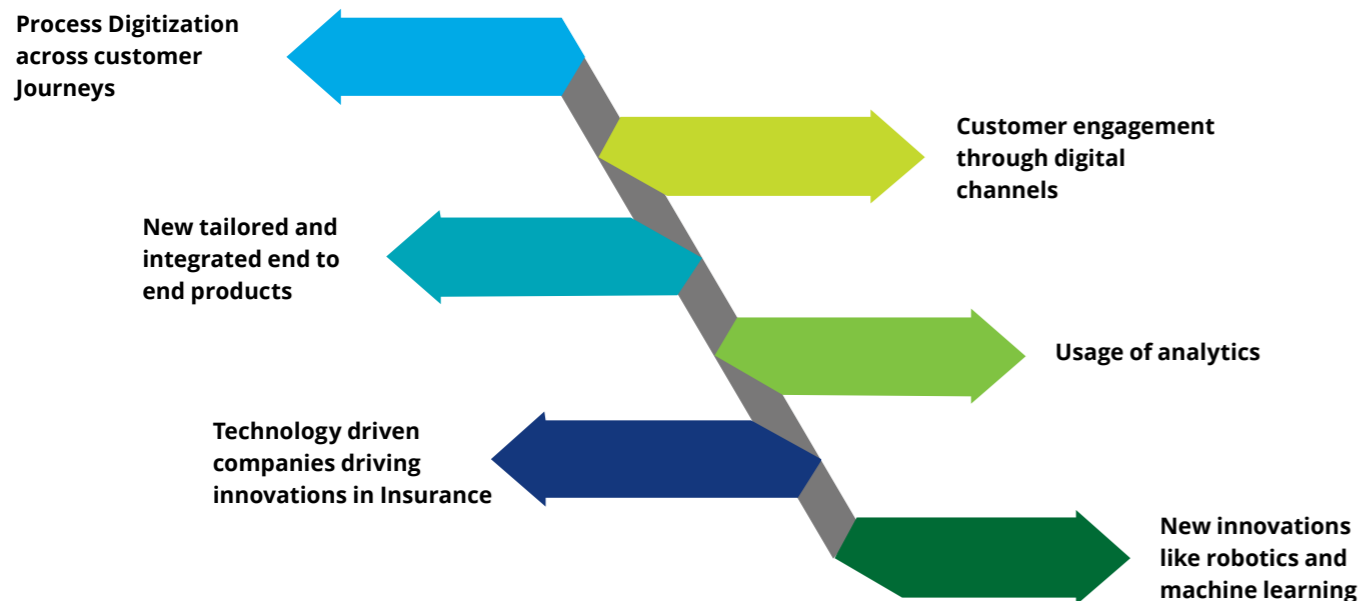 Process Digitization
across customer
Journeys
Customer engagement
through digital
channels
New tailored and
integrated end to
end products
Usage of analytics
Technology driven
companies driving
innovations in Insurance
New innovations
like robotics and
machine learning